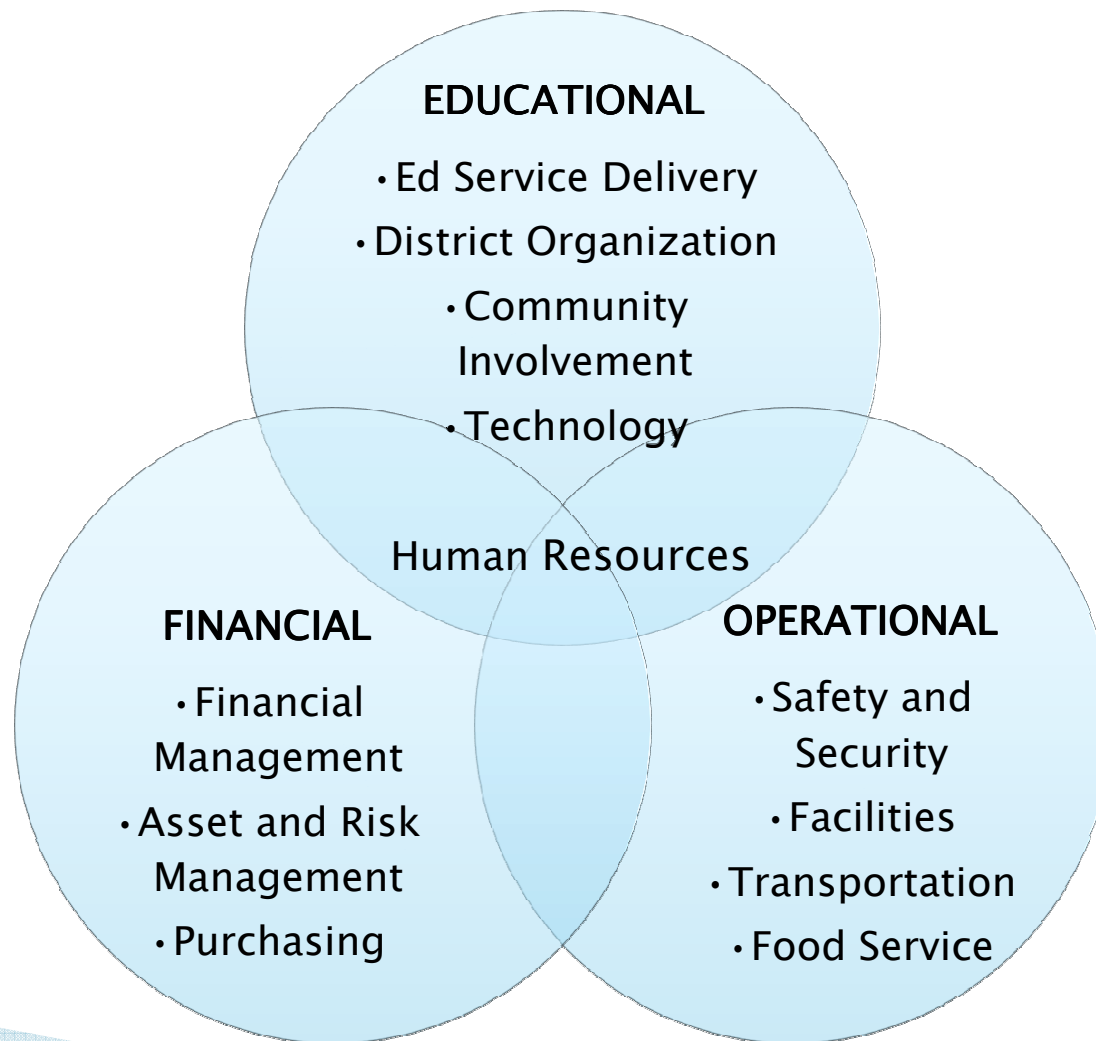 EDUCATIONAL
•Ed Service Delivery
•District Organization
•Community
Involvement
•Technology
Human Resources
FINANCIAL
•Financial
Management
•Asset and Risk
Management
•Purchasing
OPERATIONAL
•Safety and
Security
•Facilities
•Transportation
•Food Service